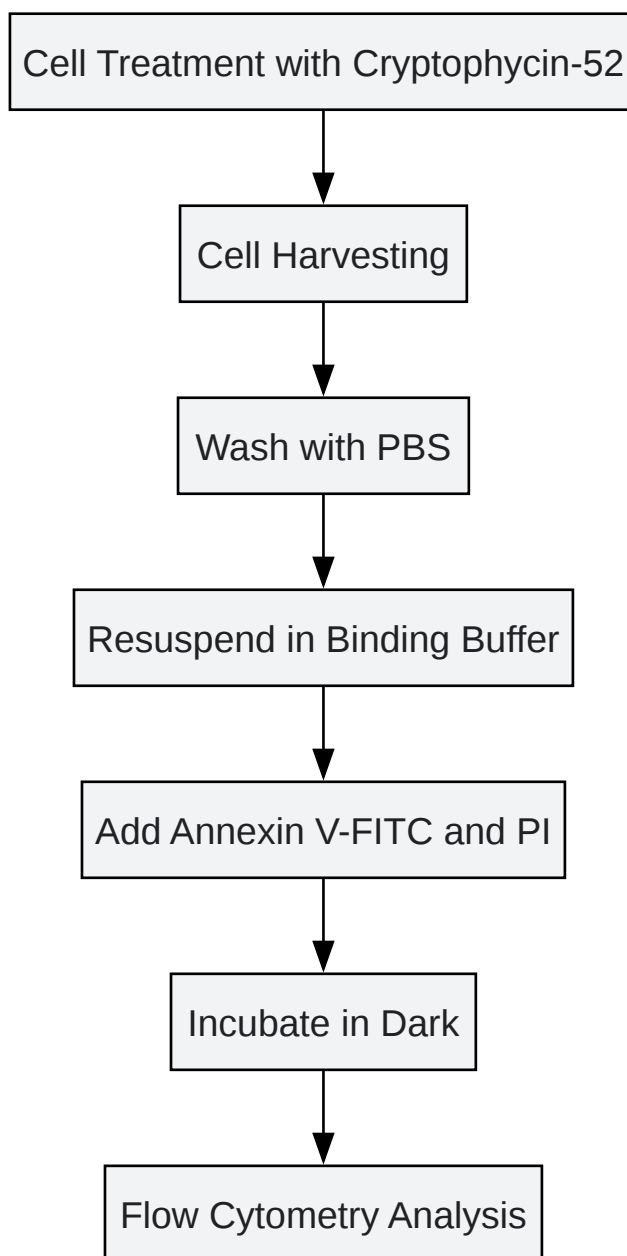 Cell Treatment with Cryptophycin-52
Cell Harvesting
Wash with PBS
Resuspend in Binding Buffer
Add Annexin V-FITC and PI
Incubate in Dark
Flow Cytometry Analysis